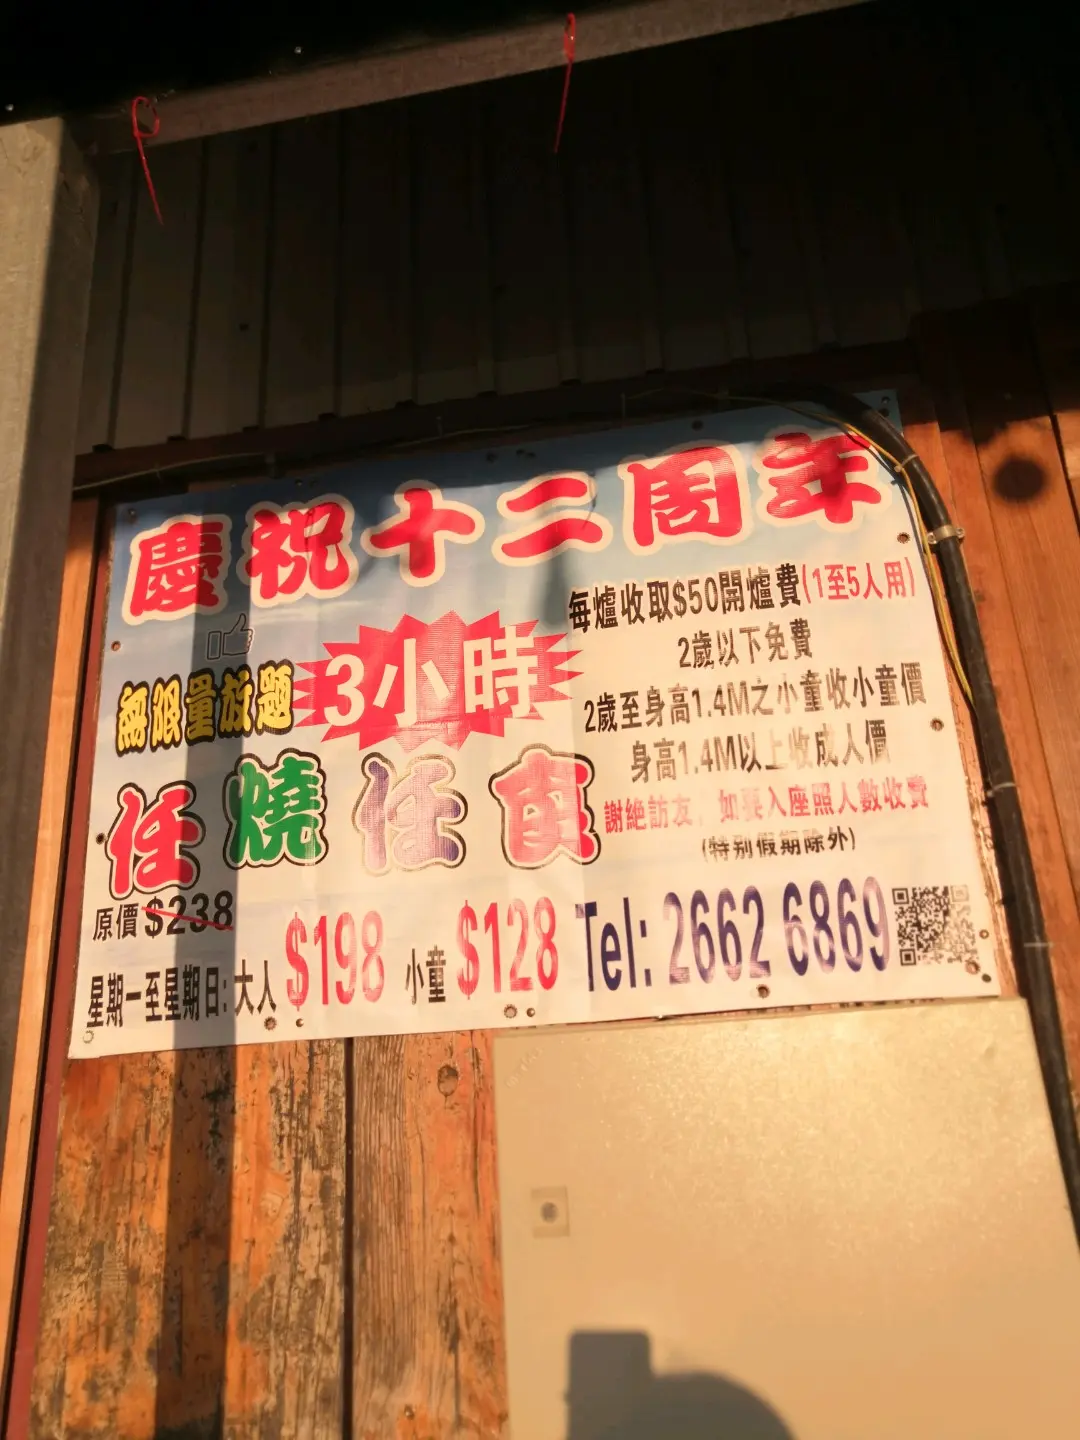 慶祝十二周年
每爐收取$50開爐費(1至5人用)
2歲以下免費
2歲至身高1.4M之小童收小童價
身高1.4M以上收成人價
謝絕訪友, 如要入座照人數收費
(特別假期除外)
無限量放題
3小時
任燒任食
原價 $238
星期一至星期日: 大人 $198 小童 $128
Tel: 2662 6869